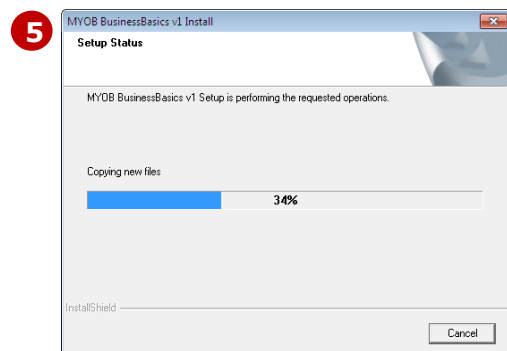 5
MYOB BusinessBasics v1 Install
Setup Status
MYOB BusinessBasics v1 Setup is performing the requested operations.
Copying new files
34%
InstallShield
Cancel